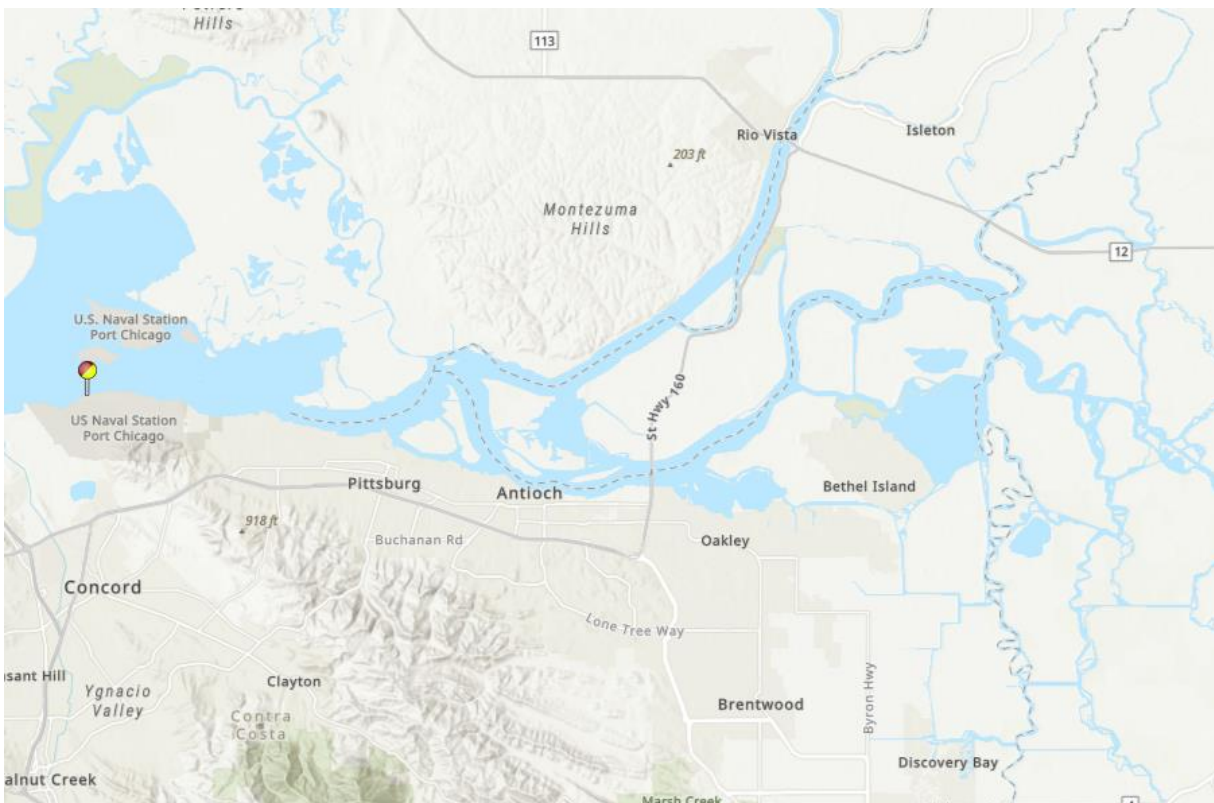 Hills
113
Rio Vista
Isleton
203 ft
Montezuma
Hills
12
U.S. Naval Station
Port Chicago
St Hwy 160
US Naval Station
Port Chicago
Pittsburg
Antioch
Bethel Island
918 ft
Buchanan Rd
Oakley
Concord
Lone Tree Way
asant Hill
Clayton
Ygnacio
Valley
Byron Hwy
Brentwood
Contra
Costa
Discovery Bay
alnut Creek
Marsh Creek